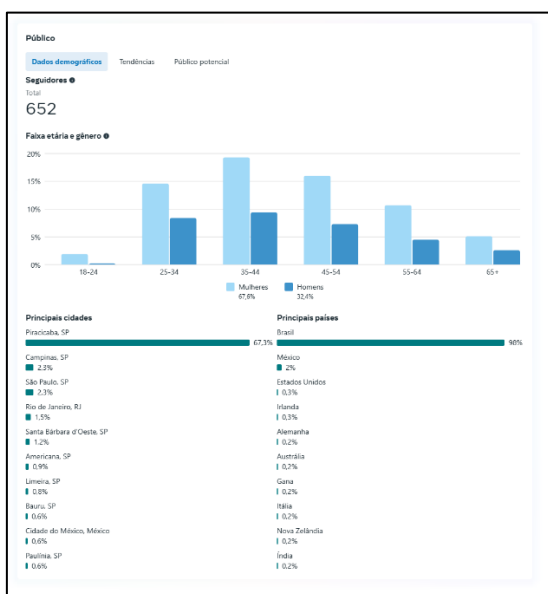 Público
Dados demográficos Tendências Público potencial
Seguidores
Total
652
Faixa etária e gênero
20%
15%
10%
5%
0%
18-24 25-34 35-44 45-54 55-64 65+
Mulheres Homens
67,6% 32,4%
Principais cidades Principais países
Piracicaba, SP Brasil
67,3% 90%
Campinas, SP México
2,3% 2%
São Paulo, SP Estados Unidos
2,3% 0,3%
Rio de Janeiro, RJ Irlanda
1,5% 0,3%
Santa Bárbara d'Oeste, SP Alemanha
1,2% 0,2%
Americana, SP Austrália
0,9% 0,2%
Limeira, SP Gana
0,8% 0,2%
Bauru, SP Itália
0,6% 0,2%
Cidade do México, México Nova Zelândia
0,6% 0,2%
Paulínia, SP Índia
0,6% 0,2%